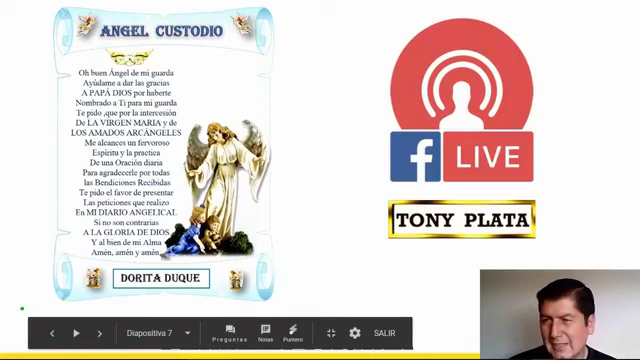 ANGEL CUSTODIO
Oh buen Ángel de mi guarda
Ayúdame a dar las gracias
A PAPÁ DIOS por haberte
Nombrado a Ti para mi guarda
Te pido ,que por la intercesión
De LA VIRGEN MARIA y de
LOS AMADOS ARCÁNGELES
Me alcances un fervoroso
Espíritu y la practica
De una Oración diaria
Para agradecerle por todas
las Bendiciones Recibidas
Te pido el favor de presentar
Las peticiones que realizo
En MI DIARIO ANGELICAL
Si no son contrarias
A LA GLORIA DE DIOS
Y al bien de mi Alma
Amén, amén y amén.
DORITA DUQUE
f LIVE
TONY PLATA
Diapositiva 7
Preguntas
Notas
Puntero
SALIR